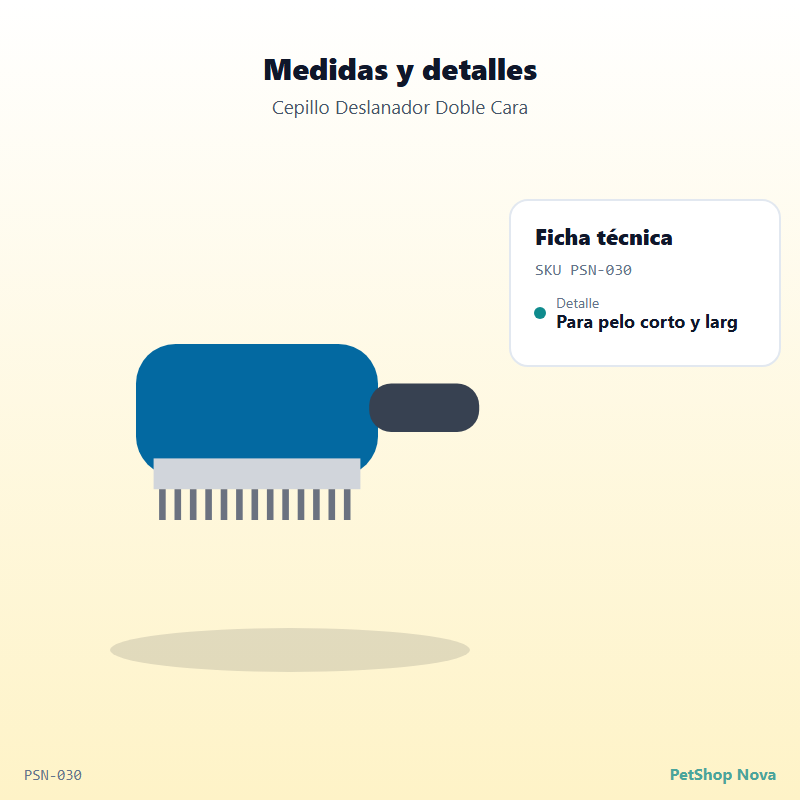 Medidas y detalles
Cepillo Deslanador Doble Cara
Ficha técnica
SKU PSN-030
Detalle
Para pelo corto y larg
PSN-030
PetShop Nova